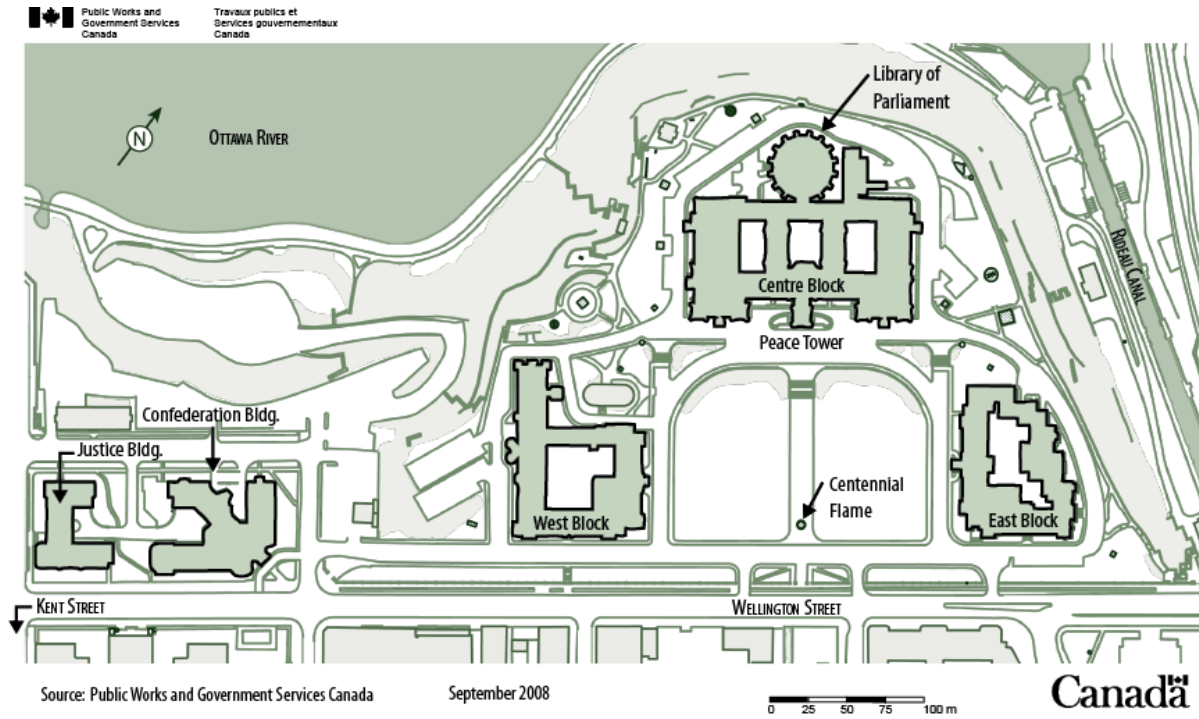 Public Works and
Government Services
Canada
Travaux publics et
Services gouvernementaux
Canada
Library of
Parliament
N
OTTAWA RIVER
RIDEAU CANAL
Centre Block
Peace Tower
Confederation Bldg.
Justice Bldg.
Centennial
Flame
West Block
East Block
KENT STREET
WELLINGTON STREET
Source: Public Works and Government Services Canada
September 2008
0 25 50 75 100 m
Canada